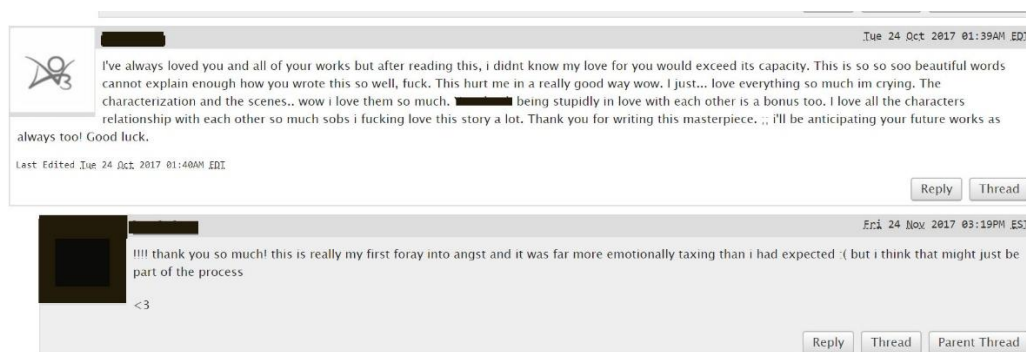 Tue 24 Oct 2017 01:39AM EDT
I've always loved you and all of your works but after reading this, i didnt know my love for you would exceed its capacity. This is so so soo beautiful words
cannot explain enough how you wrote this so well, fuck. This hurt me in a really good way wow. I just... love everything so much im crying. The
characterization and the scenes.. wow i love them so much. being stupidly in love with each other is a bonus too. I love all the characters
relationship with each other so much sobs i fucking love this story a lot. Thank you for writing this masterpiece. ;; i'll be anticipating your future works as
always too! Good luck.
Last Edited Tue 24 Oct 2017 01:40AM EDT
Reply Thread
Fri 24 Nov 2017 03:19PM EST
!!!! thank you so much! this is really my first foray into angst and it was far more emotionally taxing than i had expected :( but i think that might just be
part of the process
<3
Reply Thread Parent Thread